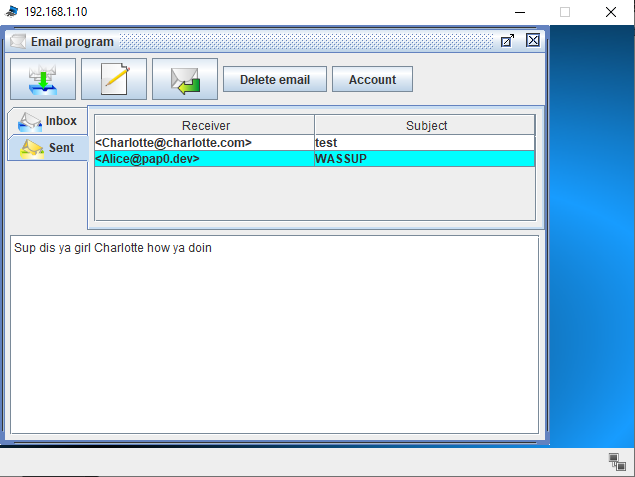 192.168.1.10
Email program
Delete email
Account
Inbox
Sent
Receiver Subject
<Charlotte@charlotte.com> test
<Alice@pap0.dev> WASSUP
Sup dis ya girl Charlotte how ya doin